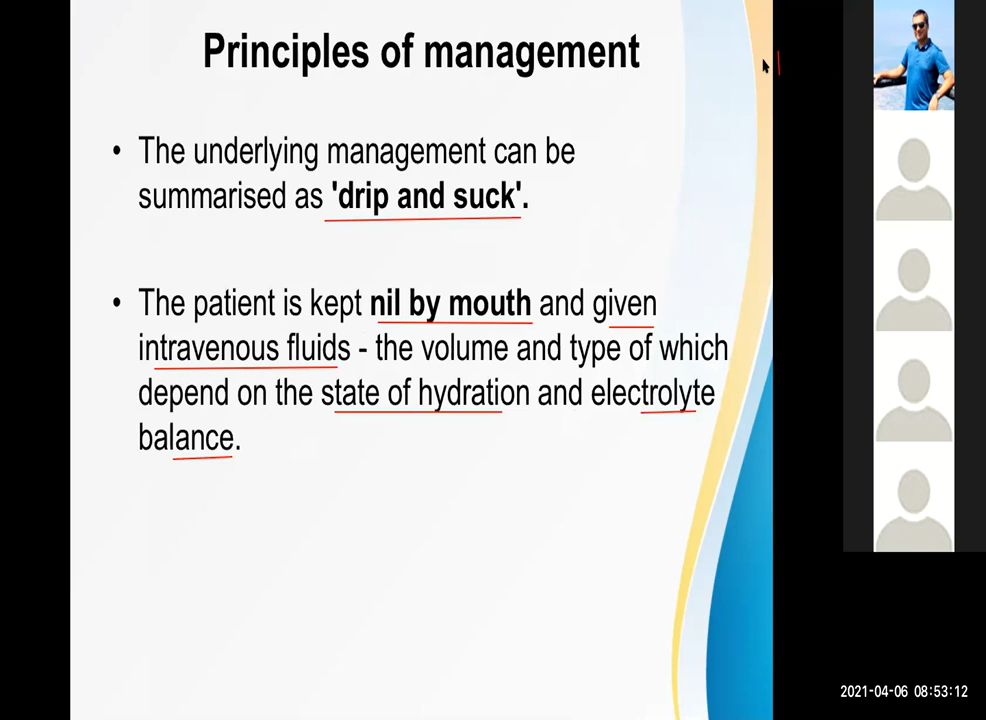 Principles of management
• The underlying management can be
summarised as 'drip and suck'.
• The patient is kept nil by mouth and given
intravenous fluids - the volume and type of which
depend on the state of hydration and electrolyte
balance.
2021-04-06 08:53:12